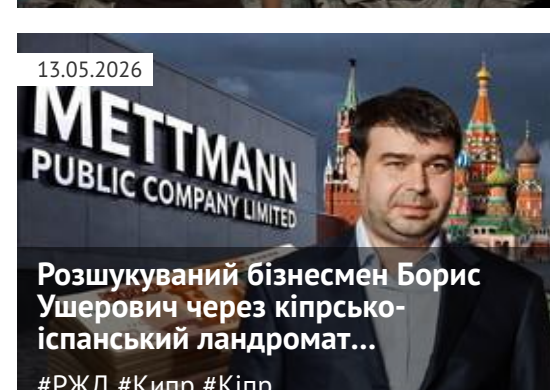 13.05.2026
METTMANN
PUBLIC COMPANY LIMITED
Розшукуваний бізнесмен Борис
Ушерович через кіпрсько-
іспанський ландромат...
#РЖД #Кипр #Кіпр